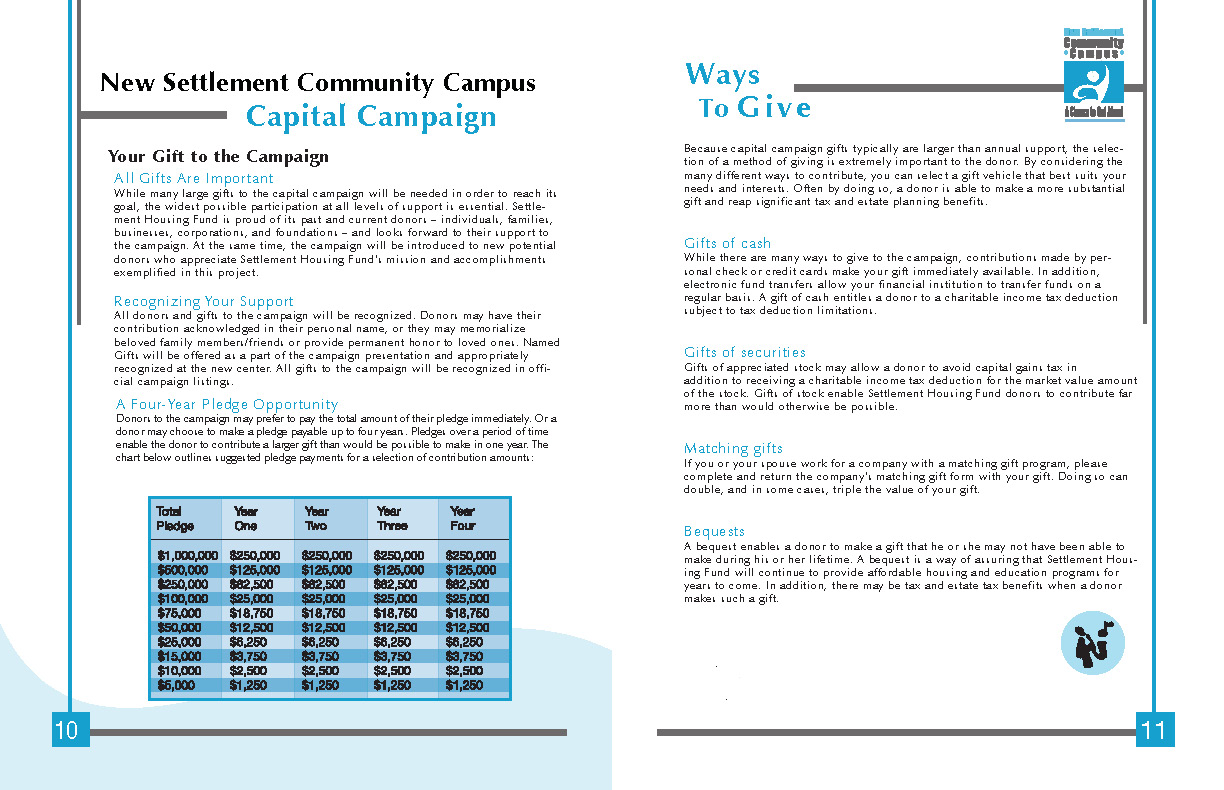 New Settlement Community Campus
Capital Campaign
Your Gift to the Campaign
All Gifts Are Important
While many large gifts to the capital campaign will be needed in order to reach its
goal, the widest possible participation at all levels of support is essential. Settle-
ment Housing Fund is proud of its past and current donors – individuals, families,
businesses, corporations, and foundations – and looks forward to their support to
the campaign. At the same time, the campaign will be introduced to new potential
donors who appreciate Settlement Housing Fund's mission and accomplishments
exemplified in this project.
Recognizing Your Support
All donors and gifts to the campaign will be recognized. Donors may have their
contribution acknowledged in their personal name, or they may memorialize
beloved family members/friends or provide permanent honor to loved ones. Named
Gifts will be offered as a part of the campaign presentation and appropriately
recognized at the new center. All gifts to the campaign will be recognized in offi-
cial campaign listings.
A Four-Year Pledge Opportunity
Donors to the campaign may prefer to pay the total amount of their pledge immediately. Or a
donor may choose to make a pledge payable up to four years. Pledges over a period of time
enable the donor to contribute a larger gift than would be possible to make in one year. The
chart below outlines suggested pledge payments for a selection of contribution amounts:
Total Year Year Year Year
Pledge One Two Three Four
$1,000,000 $250,000 $250,000 $250,000 $250,000
$500,000 $125,000 $125,000 $125,000 $125,000
$250,000 $62,500 $62,500 $62,500 $62,500
$100,000 $25,000 $25,000 $25,000 $25,000
$75,000 $18,750 $18,750 $18,750 $18,750
$50,000 $12,500 $12,500 $12,500 $12,500
$25,000 $6,250 $6,250 $6,250 $6,250
$15,000 $3,750 $3,750 $3,750 $3,750
$10,000 $2,500 $2,500 $2,500 $2,500
$5,000 $1,250 $1,250 $1,250 $1,250
10
New Settlement
Community
Campus
A Chance to Get Ahead
Ways
To Give
Because capital campaign gifts typically are larger than annual support, the selec-
tion of a method of giving is extremely important to the donor. By considering the
many different ways to contribute, you can select a gift vehicle that best suits your
needs and interests. Often by doing so, a donor is able to make a more substantial
gift and reap significant tax and estate planning benefits.
Gifts of cash
While there are many ways to give to the campaign, contributions made by per-
sonal check or credit cards make your gift immediately available. In addition,
electronic fund transfers allow your financial institution to transfer funds on a
regular basis. A gift of cash entitles a donor to a charitable income tax deduction
subject to tax deduction limitations.
Gifts of securities
Gifts of appreciated stock may allow a donor to avoid capital gains tax in
addition to receiving a charitable income tax deduction for the market value amount
of the stock. Gifts of stock enable Settlement Housing Fund donors to contribute far
more than would otherwise be possible.
Matching gifts
If you or your spouse work for a company with a matching gift program, please
complete and return the company's matching gift form with your gift. Doing so can
double, and in some cases, triple the value of your gift.
Bequests
A bequest enables a donor to make a gift that he or she may not have been able to
make during his or her lifetime. A bequest is a way of assuring that Settlement Hous-
ing Fund will continue to provide affordable housing and education programs for
years to come. In addition, there may be tax and estate tax benefits when a donor
makes such a gift.
11